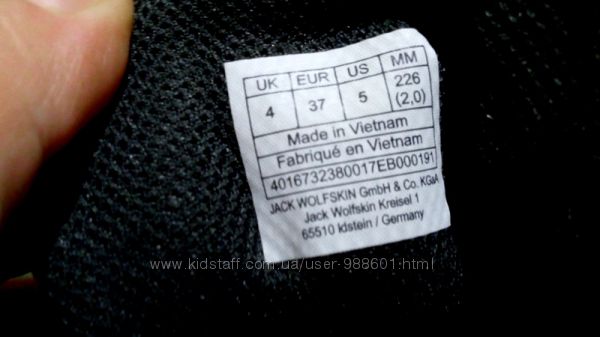 UK EUR US MM
4 37 5 226 (2,0)
Made in Vietnam
Fabriqué en Vietnam
4016732380017EB000191
JACK WOLFSKIN GmbH & Co. KGaA
Jack Wolfskin Kreisel 1
65510 Idstein / Germany
www.kidstaff.com.ua/user-988601.html